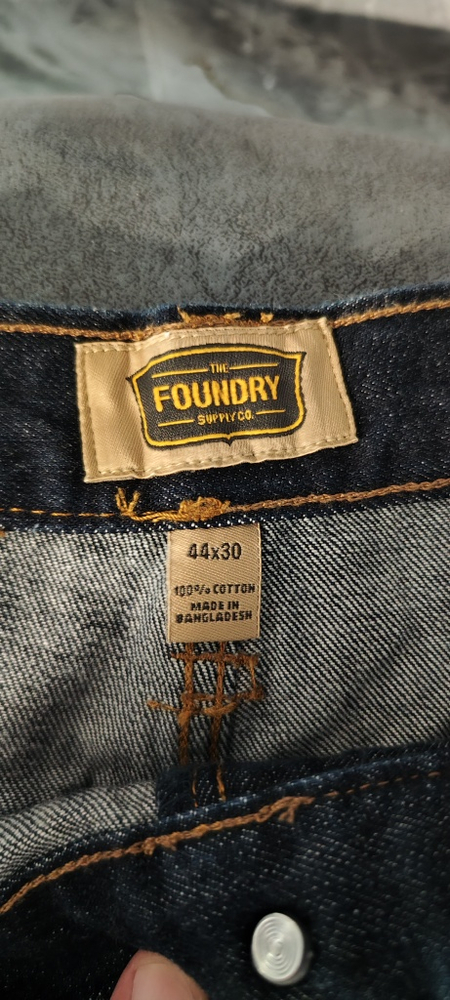 THE
FOUNDRY
SUPPLY CO.
44x30
100% COTTON
MADE IN
BANGLADESH